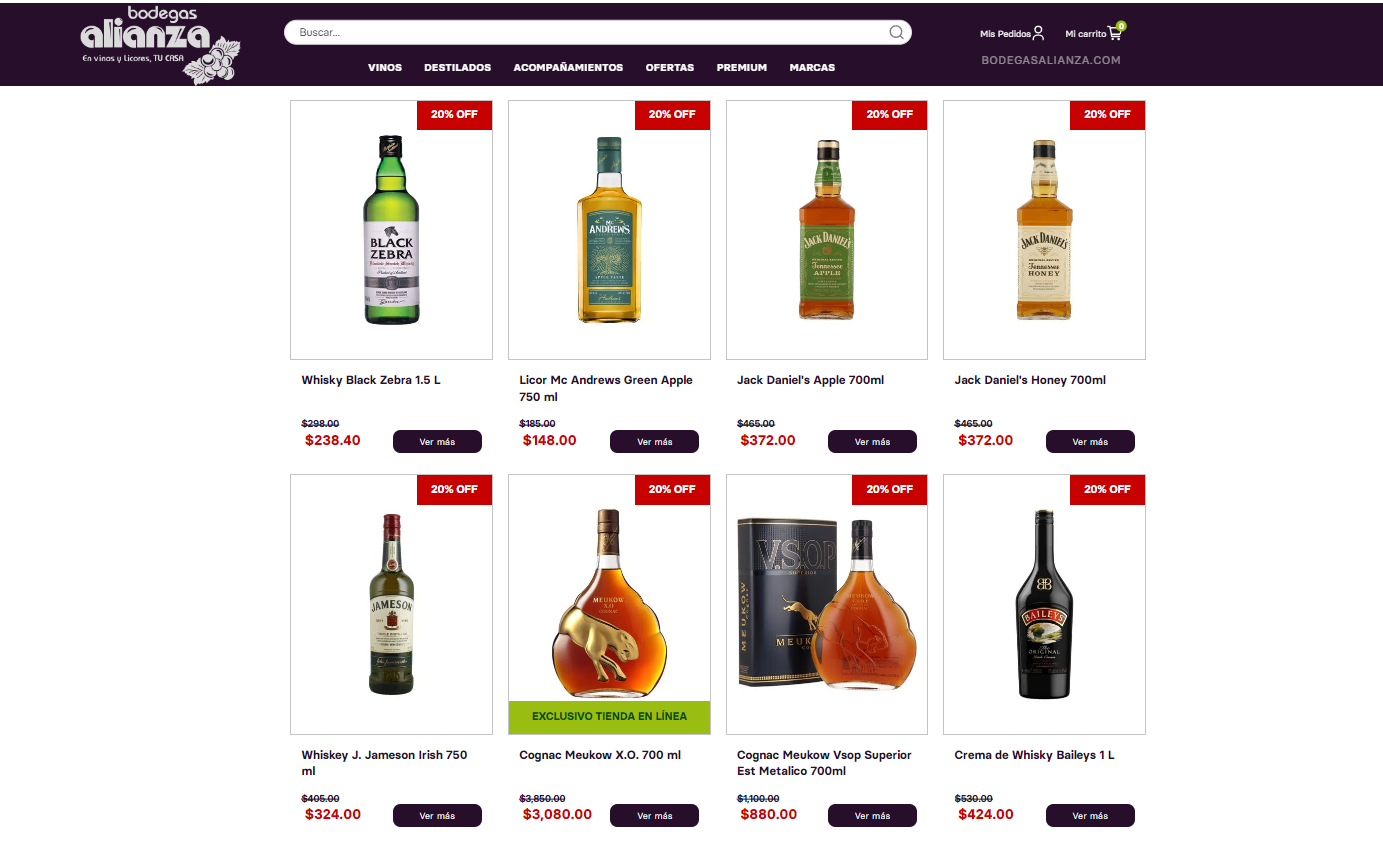 bodegas
alianza
En vinos y Licores, TU CASA
Buscar...
Mis Pedidos
Mi carrito
0
VINOS DESTILADOS ACOMPAÑAMIENTOS OFERTAS PREMIUM MARCAS
BODEGASALIANZA.COM
20% OFF
BLACK
ZEBRA
Whisky Black Zebra 1.5 L
$298.00
$238.40
Ver más
20% OFF
Mc
ANDREWS
Licor Mc Andrews Green Apple
750 ml
$185.00
$148.00
Ver más
20% OFF
JACK DANIEL'S
Tennessee
APPLE
Jack Daniel's Apple 700ml
$465.00
$372.00
Ver más
20% OFF
JACK DANIEL'S
Tennessee
HONEY
Jack Daniel's Honey 700ml
$465.00
$372.00
Ver más
20% OFF
JAMESON
Whiskey J. Jameson Irish 750
ml
$405.00
$324.00
Ver más
20% OFF
MEUKOW
X.O
COGNAC
EXCLUSIVO TIENDA EN LÍNEA
Cognac Meukow X.O. 700 ml
$3,850.00
$3,080.00
Ver más
20% OFF
V.S.O.P
SUPERIOR
MEUKOW
Cognac Meukow Vsop Superior
Est Metalico 700ml
$1,100.00
$880.00
Ver más
20% OFF
BAILEYS
The
ORIGINAL
Crema de Whisky Baileys 1 L
$530.00
$424.00
Ver más